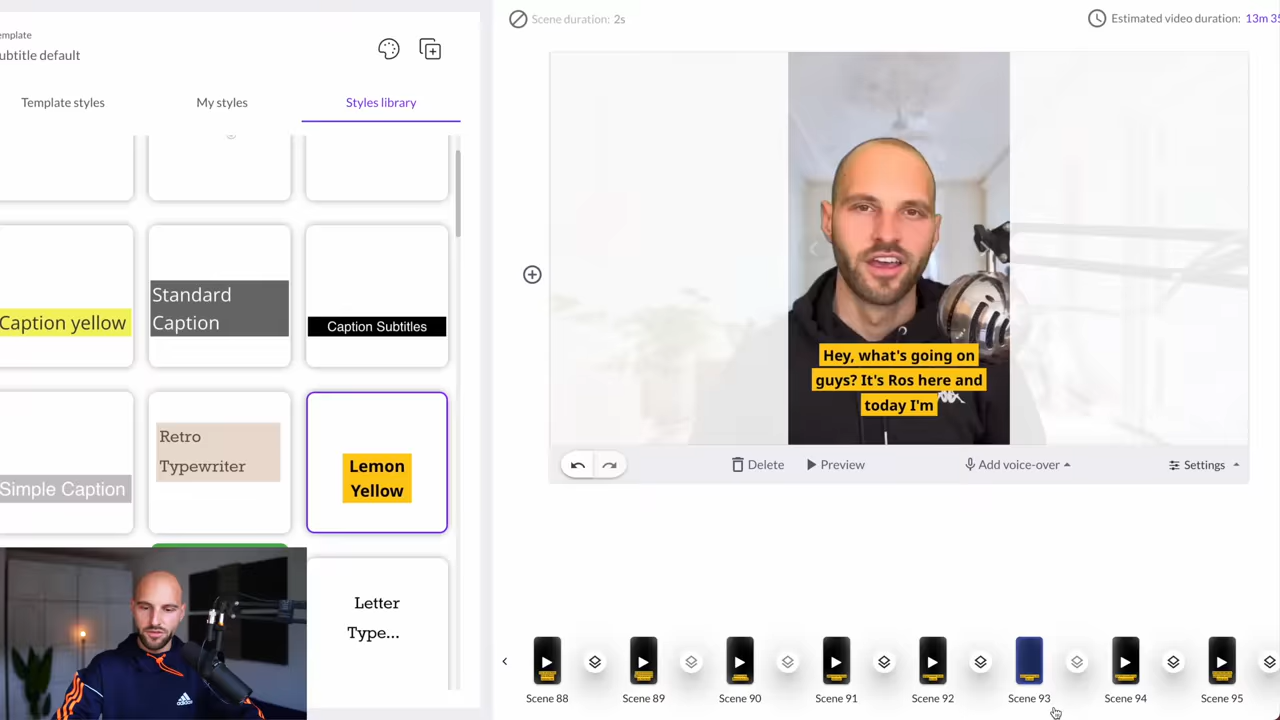 Scene duration: 2s
Estimated video duration: 13m 35
emplate
ubtitle default
Template styles
My styles
Styles library
Caption yellow
Standard
Caption
Caption Subtitles
Simple Caption
Retro
Typewriter
Lemon
Yellow
Letter
Type...
Hey, what's going on
guys? It's Ros here and
today I'm
Delete
Preview
Add voice-over
Settings
Scene 88
Scene 89
Scene 90
Scene 91
Scene 92
Scene 93
Scene 94
Scene 95
adidas